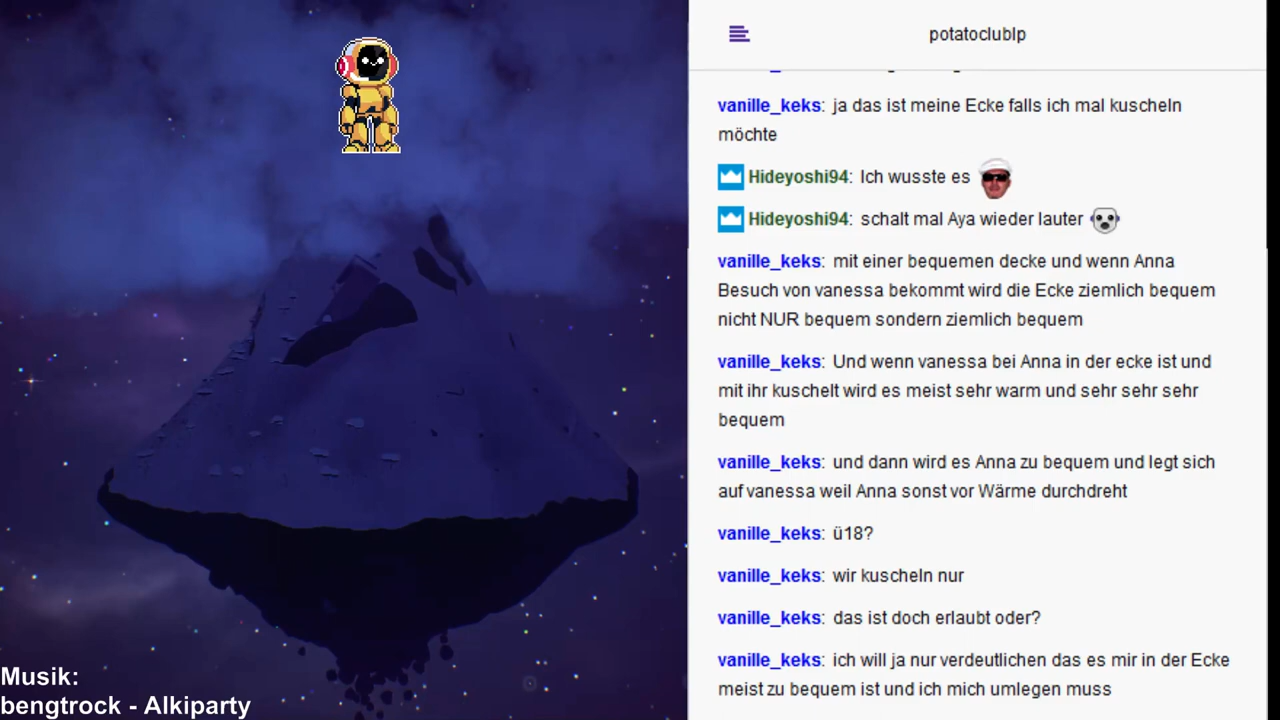 potatoclublp
vanille_keks: ja das ist meine Ecke falls ich mal kuscheln
möchte
Hideyoshi94: Ich wusste es
Hideyoshi94: schalt mal Aya wieder lauter
vanille_keks: mit einer bequemen decke und wenn Anna
Besuch von vanessa bekommt wird die Ecke ziemlich bequem
nicht NUR bequem sondern ziemlich bequem
vanille_keks: Und wenn vanessa bei Anna in der ecke ist und
mit ihr kuschelt wird es meist sehr warm und sehr sehr sehr
bequem
vanille_keks: und dann wird es Anna zu bequem und legt sich
auf vanessa weil Anna sonst vor Wärme durchdreht
vanille_keks: ü18?
vanille_keks: wir kuscheln nur
vanille_keks: das ist doch erlaubt oder?
vanille_keks: ich will ja nur verdeutlichen das es mir in der Ecke
meist zu bequem ist und ich mich umlegen muss
Musik:
bengtrock - Alkiparty